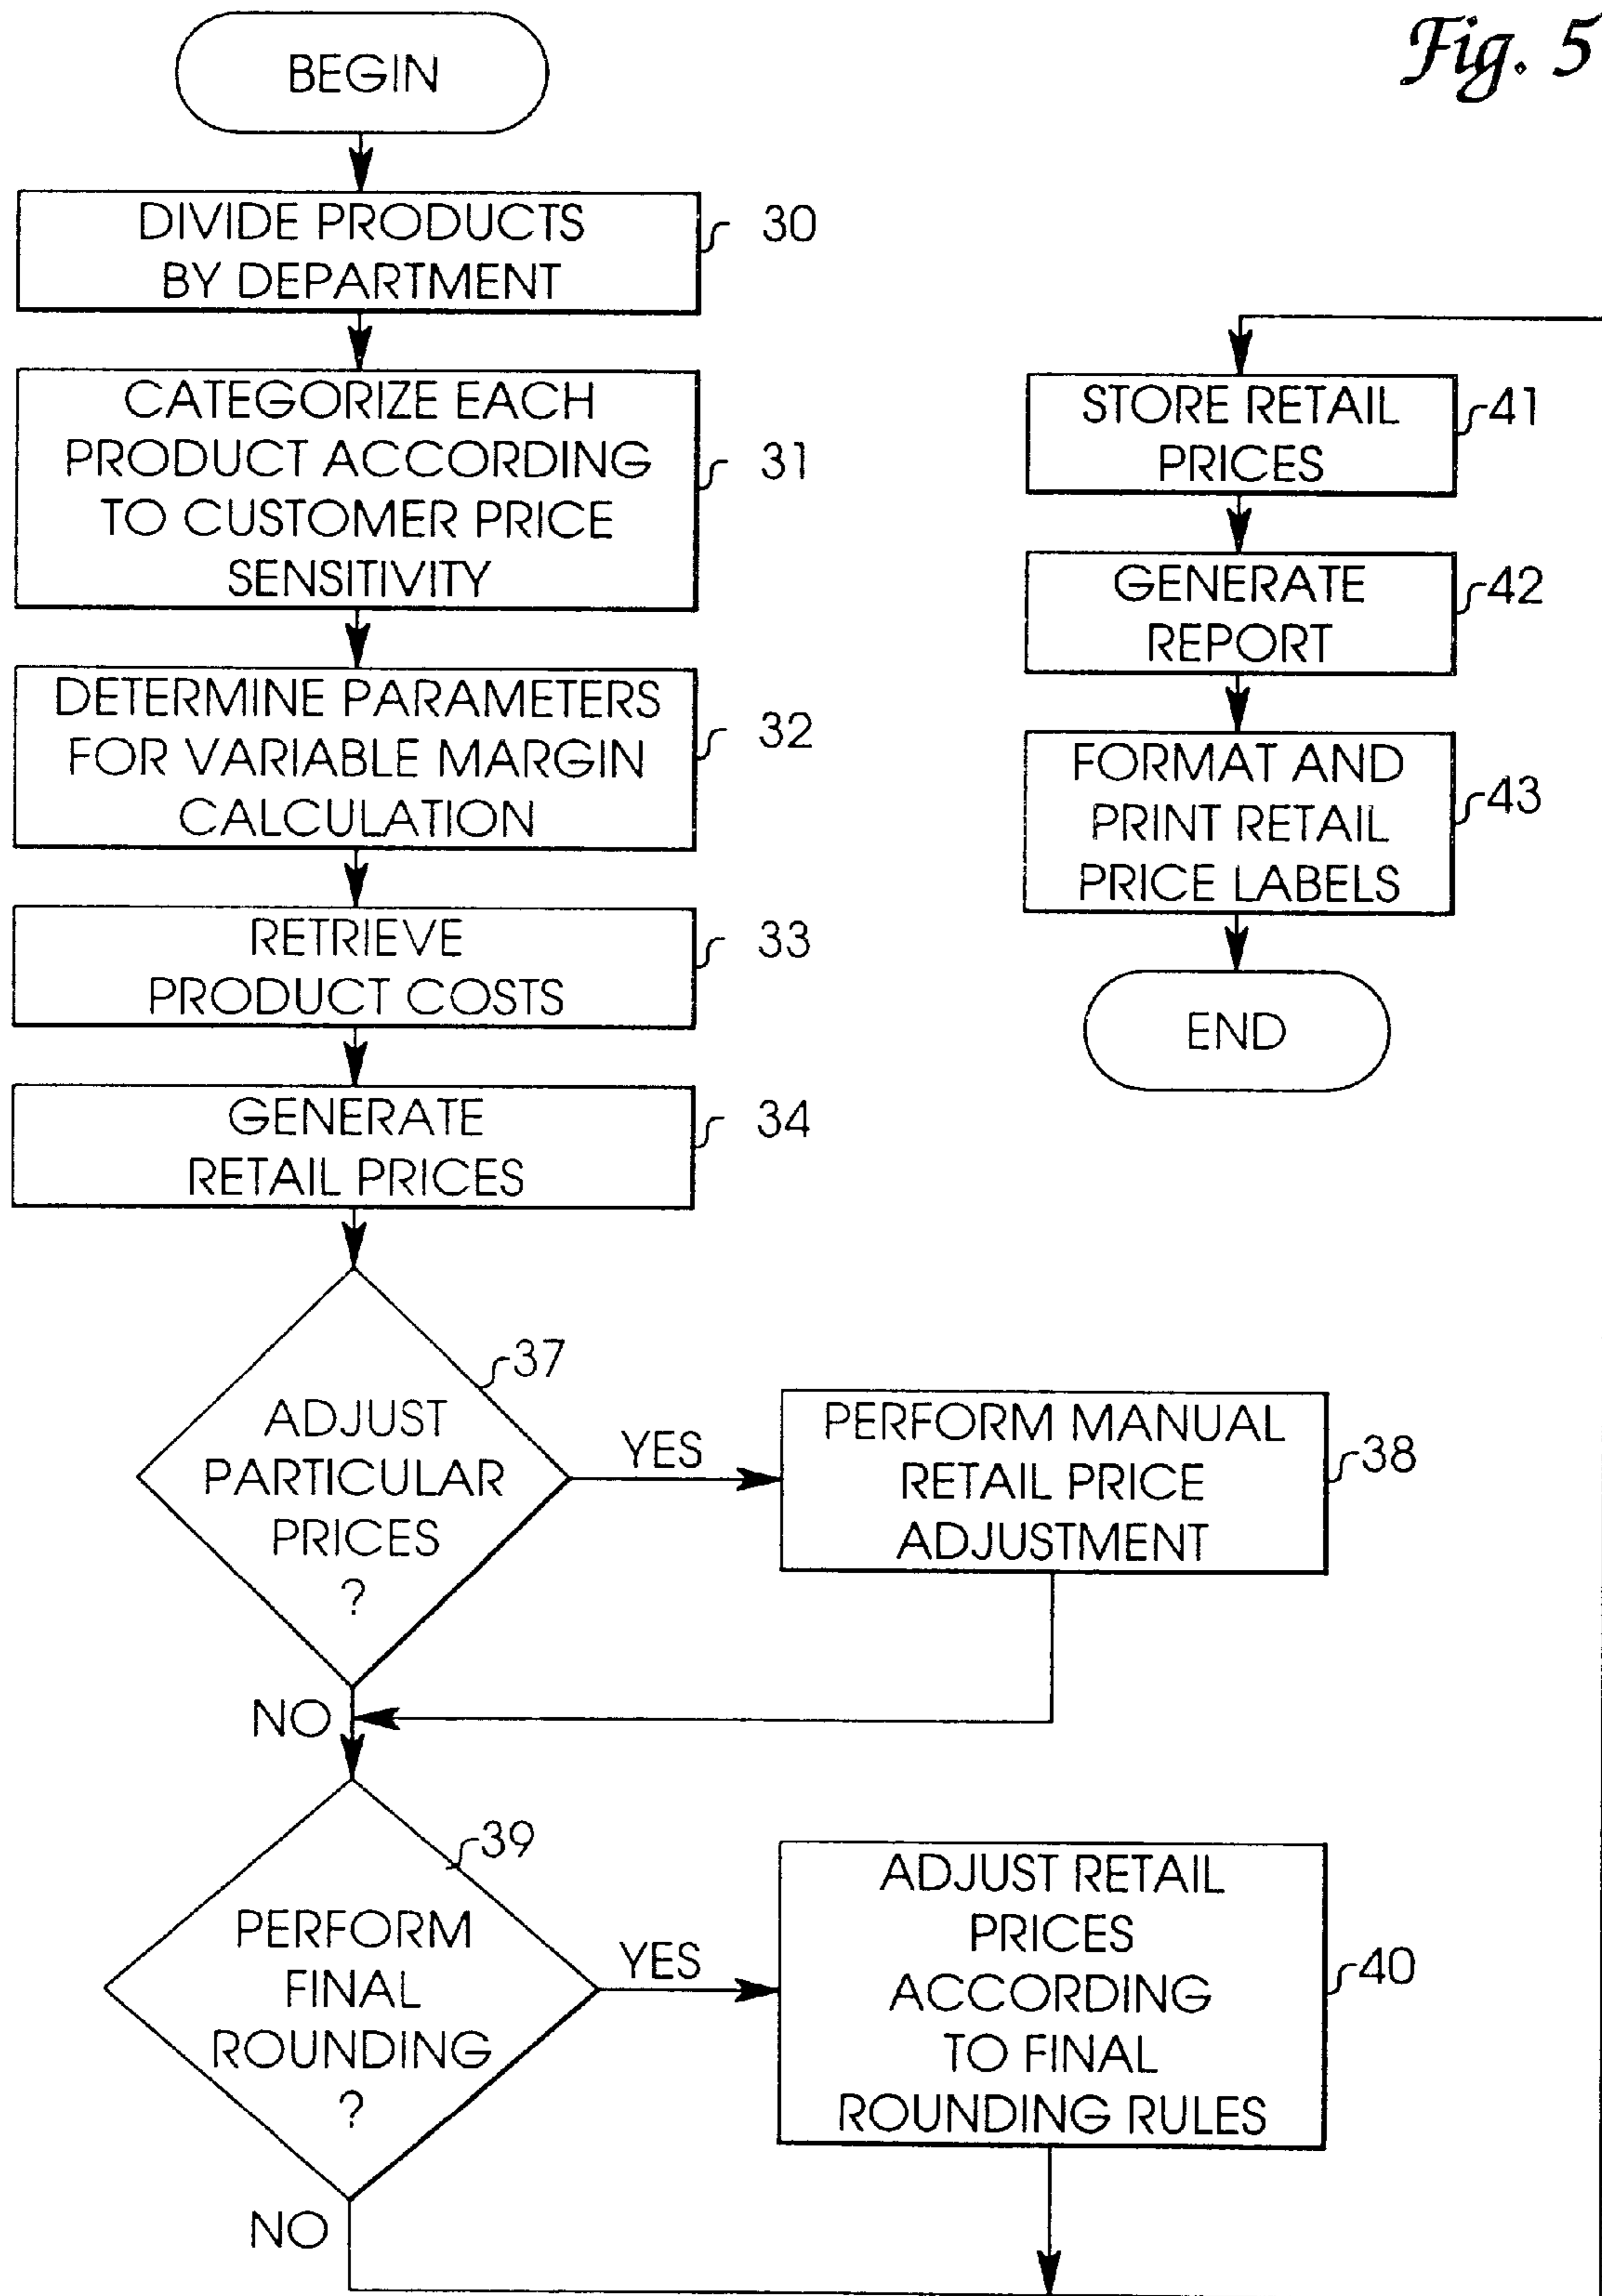 Fig. 5
BEGIN
DIVIDE PRODUCTS
BY DEPARTMENT
30
CATEGORIZE EACH
PRODUCT ACCORDING
TO CUSTOMER PRICE
SENSITIVITY
31
DETERMINE PARAMETERS
FOR VARIABLE MARGIN
CALCULATION
32
RETRIEVE
PRODUCT COSTS
33
GENERATE
RETAIL PRICES
34
37
ADJUST
PARTICULAR
PRICES
?
YES
NO
PERFORM MANUAL
RETAIL PRICE
ADJUSTMENT
38
39
PERFORM
FINAL
ROUNDING
?
YES
NO
ADJUST RETAIL
PRICES
ACCORDING
TO FINAL
ROUNDING RULES
40
STORE RETAIL
PRICES
41
GENERATE
REPORT
42
FORMAT AND
PRINT RETAIL
PRICE LABELS
43
END